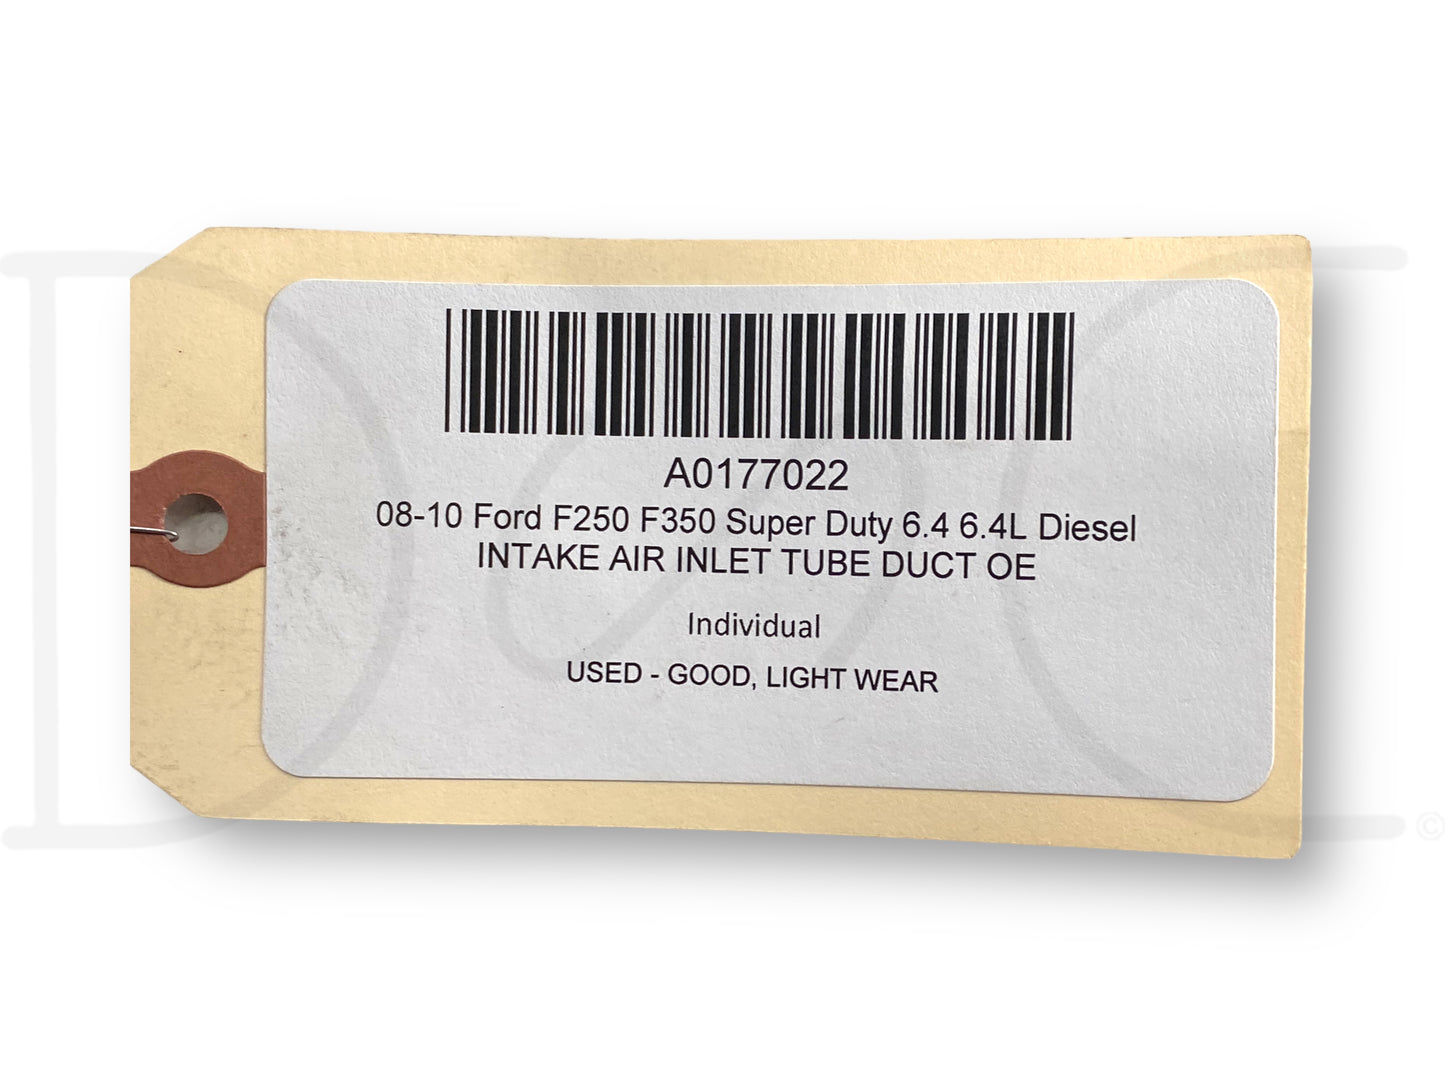 A0177022
08-10 Ford F250 F350 Super Duty 6.4 6.4L Diesel
INTAKE AIR INLET TUBE DUCT OE
Individual
USED - GOOD, LIGHT WEAR
©